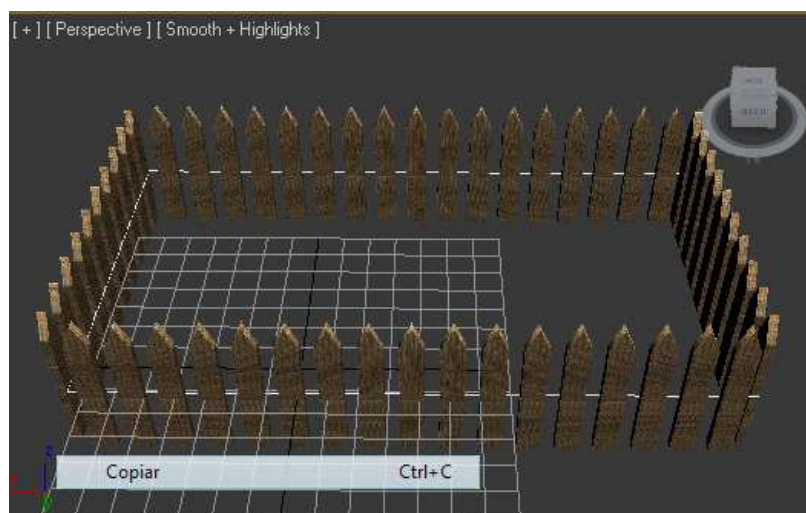 [ + ] [ Perspective ] [ Smooth + Highlights ]
Copiar Ctrl+C
z